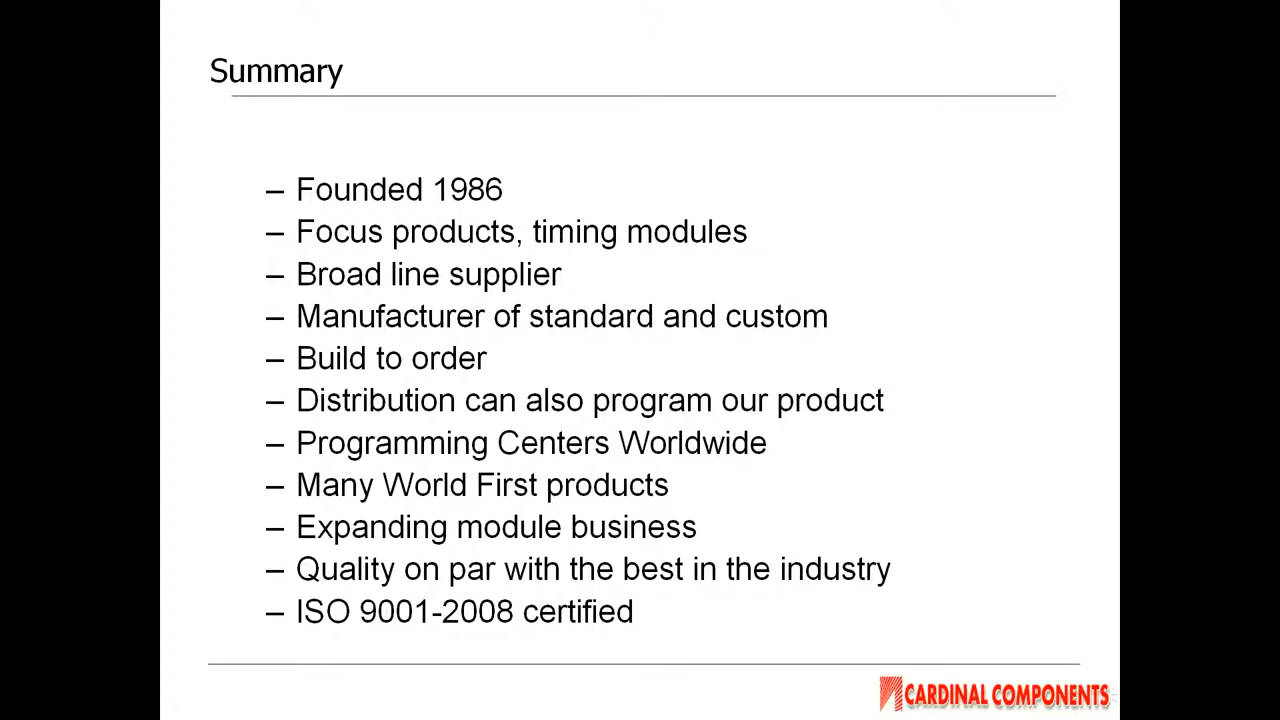 Summary
– Founded 1986
– Focus products, timing modules
– Broad line supplier
– Manufacturer of standard and custom
– Build to order
– Distribution can also program our product
– Programming Centers Worldwide
– Many World First products
– Expanding module business
– Quality on par with the best in the industry
– ISO 9001-2008 certified
CARDINAL COMPONENTS